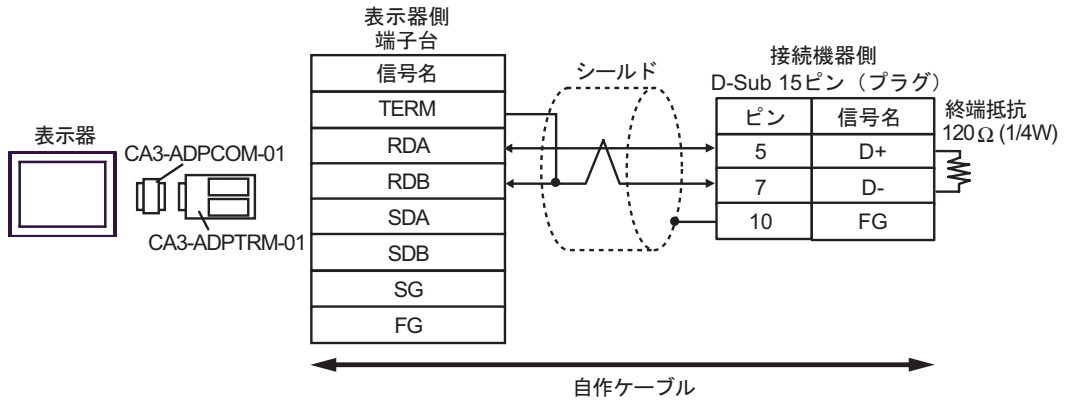 表示器
CA3-ADPCOM-01
CA3-ADPTRM-01
表示器側
端子台
信号名
TERM
RDA
RDB
SDA
SDB
SG
FG
シールド
接続機器側
D-Sub 15ピン（プラグ）
ピン 信号名
5 D+
7 D-
10 FG
終端抵抗
120Ω (1/4W)
自作ケーブル